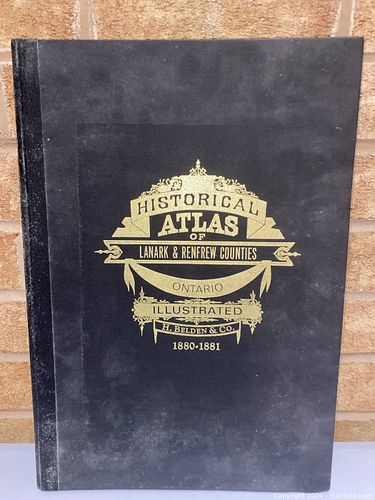 HISTORICAL
ATLAS
OF
LANARK & RENFREW COUNTIES
ONTARIO
ILLUSTRATED
H. BELDEN & CO.
1880-1881